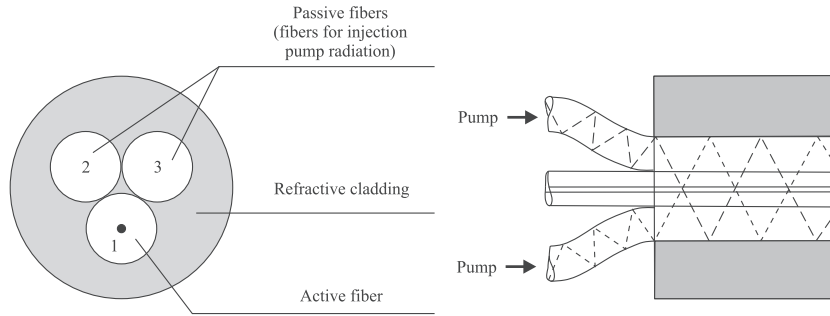 Passive fibers
(fibers for injection
pump radiation)
2
3
1
Refractive cladding
Active fiber
Pump
Pump